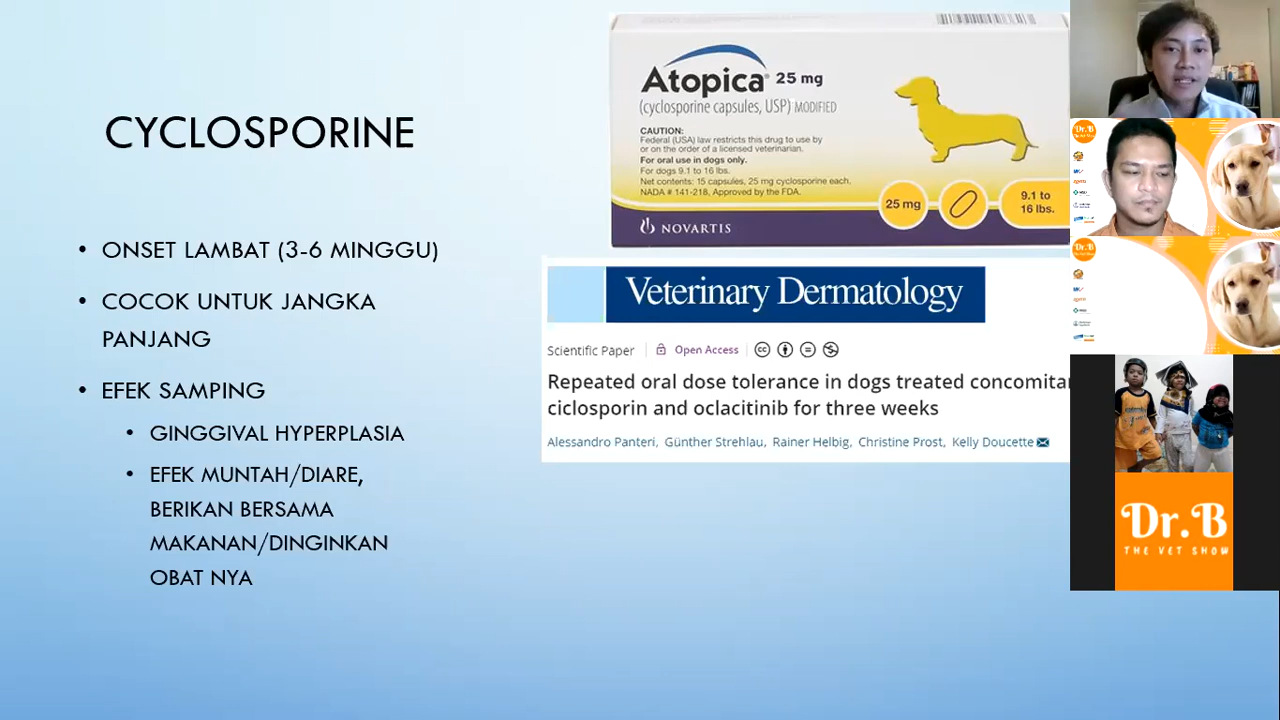 CYCLOSPORINE
• ONSET LAMBAT (3-6 MINGGU)
• COCOK UNTUK JANGKA
PANJANG
• EFEK SAMPING
• GINGGIVAL HYPERPLASIA
• EFEK MUNTAH/DIARE,
BERIKAN BERSAMA
MAKANAN/DINGINKAN
OBAT NYA
Atopica® 25 mg
(cyclosporine capsules, USP) MODIFIED
CAUTION:
Federal (USA) law restricts this drug to use by
or on the order of a licensed veterinarian.
For oral use in dogs only.
For dogs 9.1 to 16 lbs.
Net contents: 15 capsules, 25 mg cyclosporine each.
NADA # 141-218, Approved by the FDA.
25 mg
9.1 to
16 lbs.
NOVARTIS
Veterinary Dermatology
Scientific Paper
Open Access
Repeated oral dose tolerance in dogs treated concomitan
ciclosporin and oclacitinib for three weeks
Alessandro Panteri, Günther Strehlau, Rainer Helbig, Christine Prost, Kelly Doucette
Dr.B
Dr.B
Dr.B
THE VET SHOW